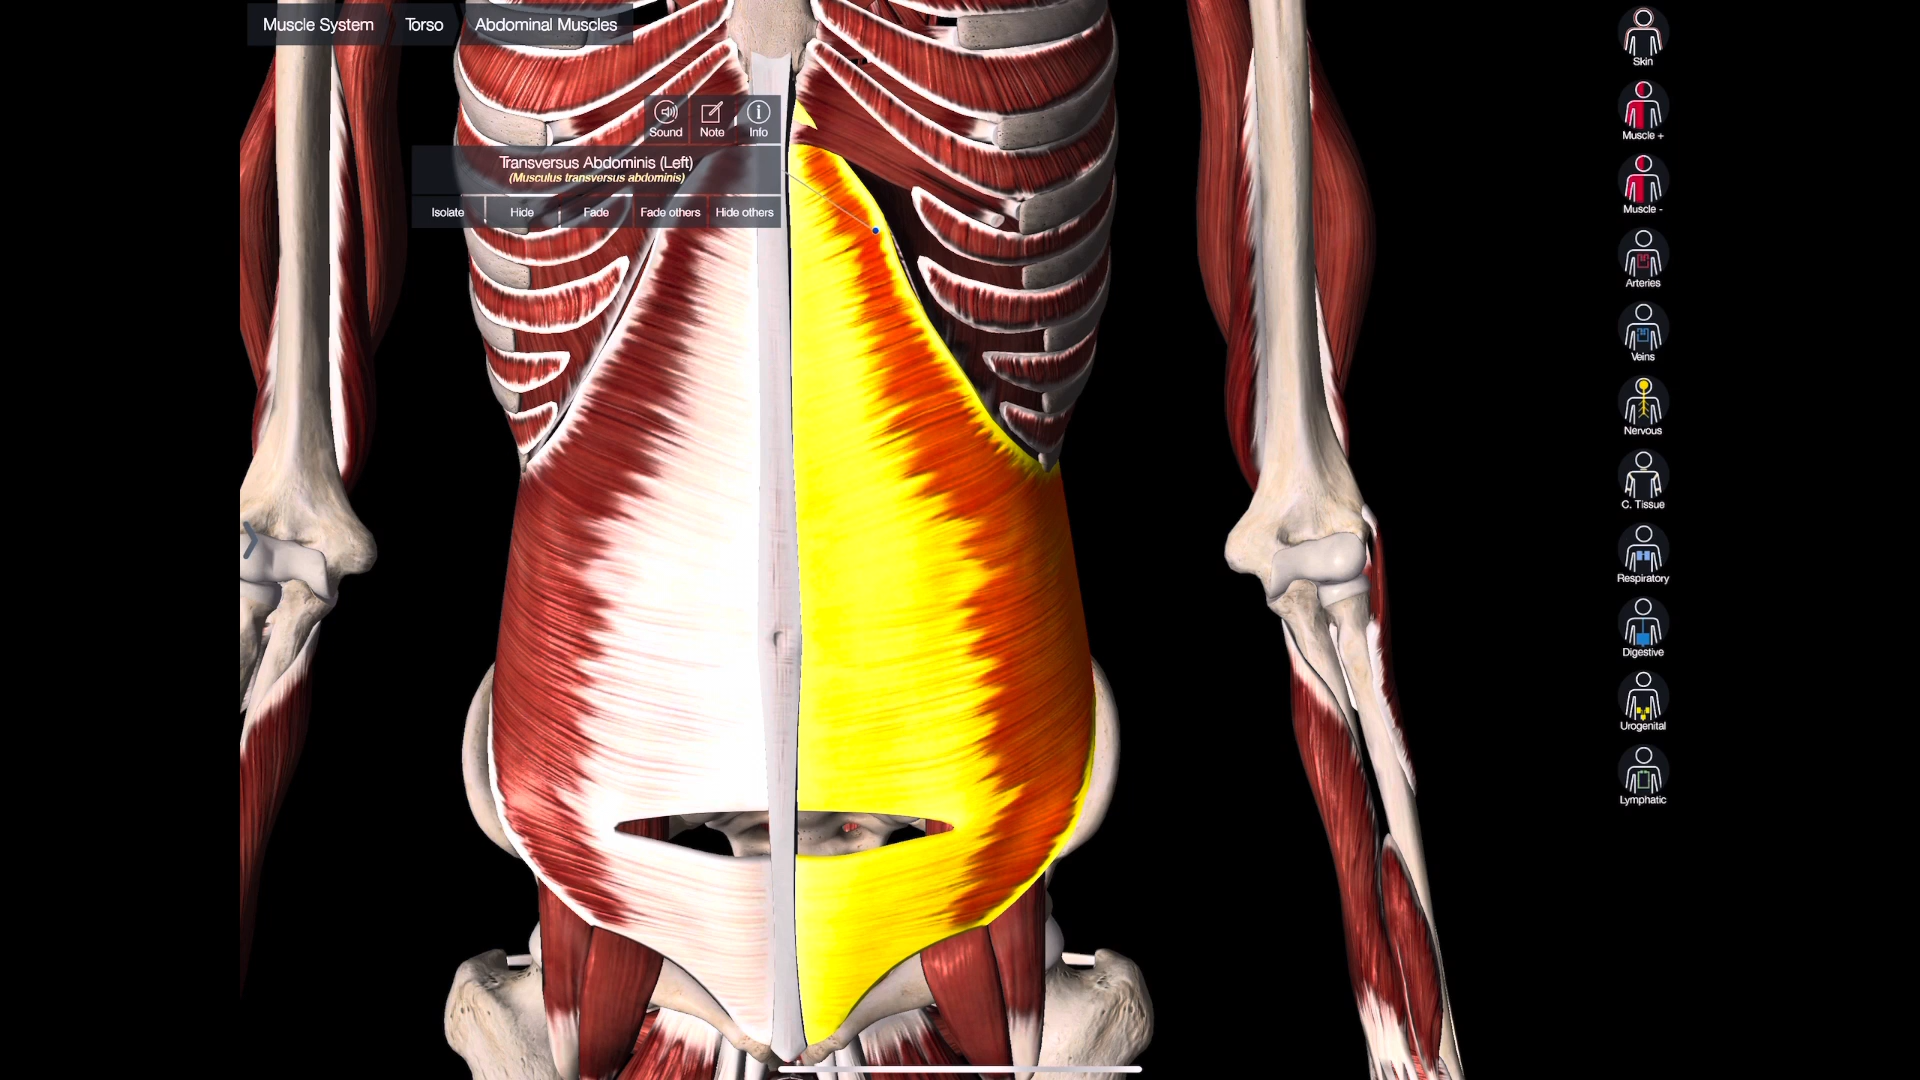 Muscle System Torso Abdominal Muscles
Sound Note Info
Transversus Abdominis (Left)
(Musculus transversus abdominis)
Isolate Hide Fade Fade others Hide others
Skin
Muscle +
Muscle -
Arteries
Veins
Nervous
C. Tissue
Respiratory
Digestive
Urogenital
Lymphatic